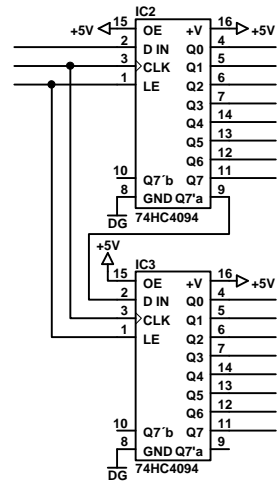 IC2
+5V 15 OE +V 16 +5V
2 D IN Q0 4
3 CLK Q1 5
1 LE Q2 6
Q3 7
Q4 14
Q5 13
Q6 12
10 Q7´b Q7 11
8 GND Q7'a 9
DG 74HC4094
+5V
IC3
15 OE +V 16 +5V
2 D IN Q0 4
3 CLK Q1 5
1 LE Q2 6
Q3 7
Q4 14
Q5 13
Q6 12
10 Q7´b Q7 11
8 GND Q7'a 9
DG 74HC4094